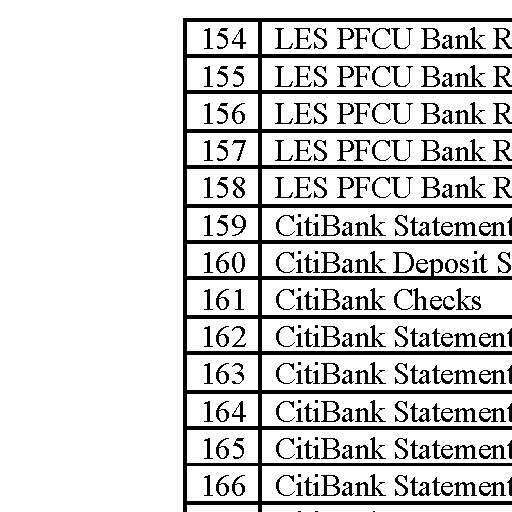 154 LES PFCU Bank R
155 LES PFCU Bank R
156 LES PFCU Bank R
157 LES PFCU Bank R
158 LES PFCU Bank R
159 CitiBank Statement
160 CitiBank Deposit S
161 CitiBank Checks
162 CitiBank Statement
163 CitiBank Statement
164 CitiBank Statement
165 CitiBank Statement
166 CitiBank Statement